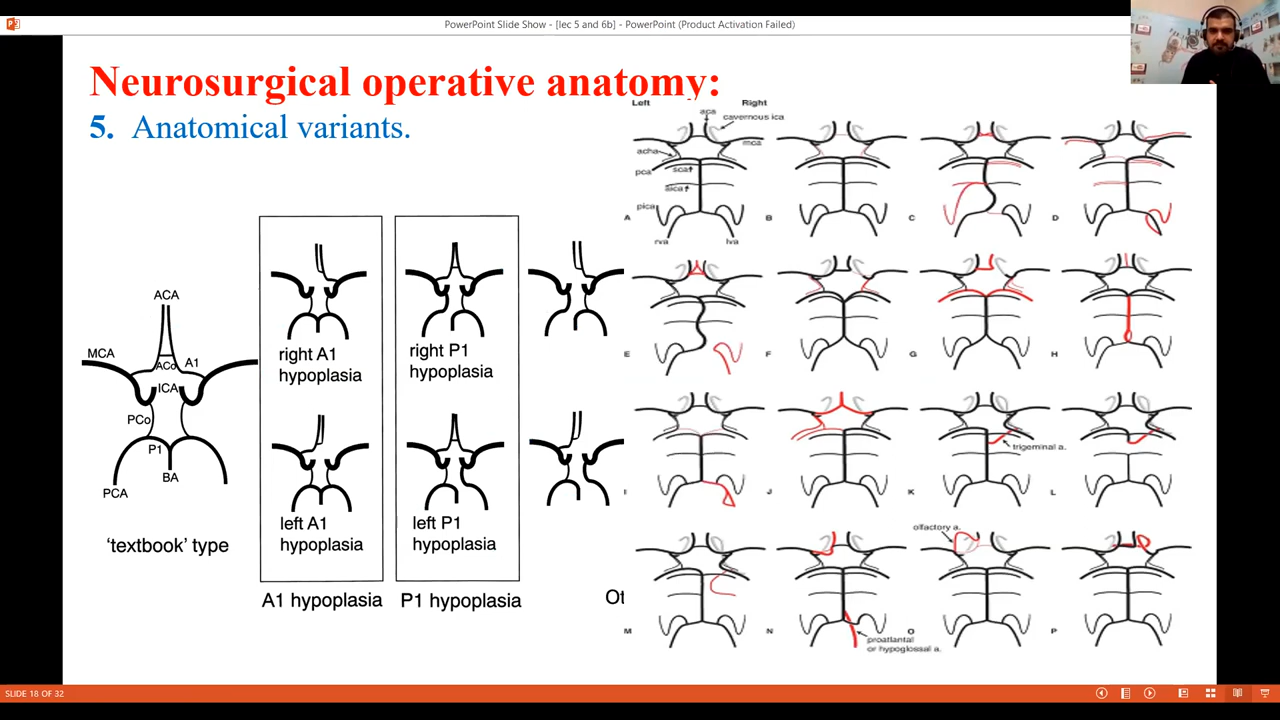 PowerPoint Slide Show - [lec 5 and 6b] - PowerPoint (Product Activation Failed)
Neurosurgical operative anatomy:
5. Anatomical variants.
ACA
MCA
ACo
A1
ICA
PCo
P1
BA
PCA
'textbook' type
right A1
hypoplasia
left A1
hypoplasia
A1 hypoplasia
right P1
hypoplasia
left P1
hypoplasia
P1 hypoplasia
Ot
Left
Right
aca
cavernous ica
mca
acha
pca
sca
aica
pica
rva
lva
A
B
C
D
E
F
G
H
I
J
K
trigeminal a.
L
M
N
proatlantal
or hypoglossal a.
olfactory a.
O
P
SLIDE 18 OF 32